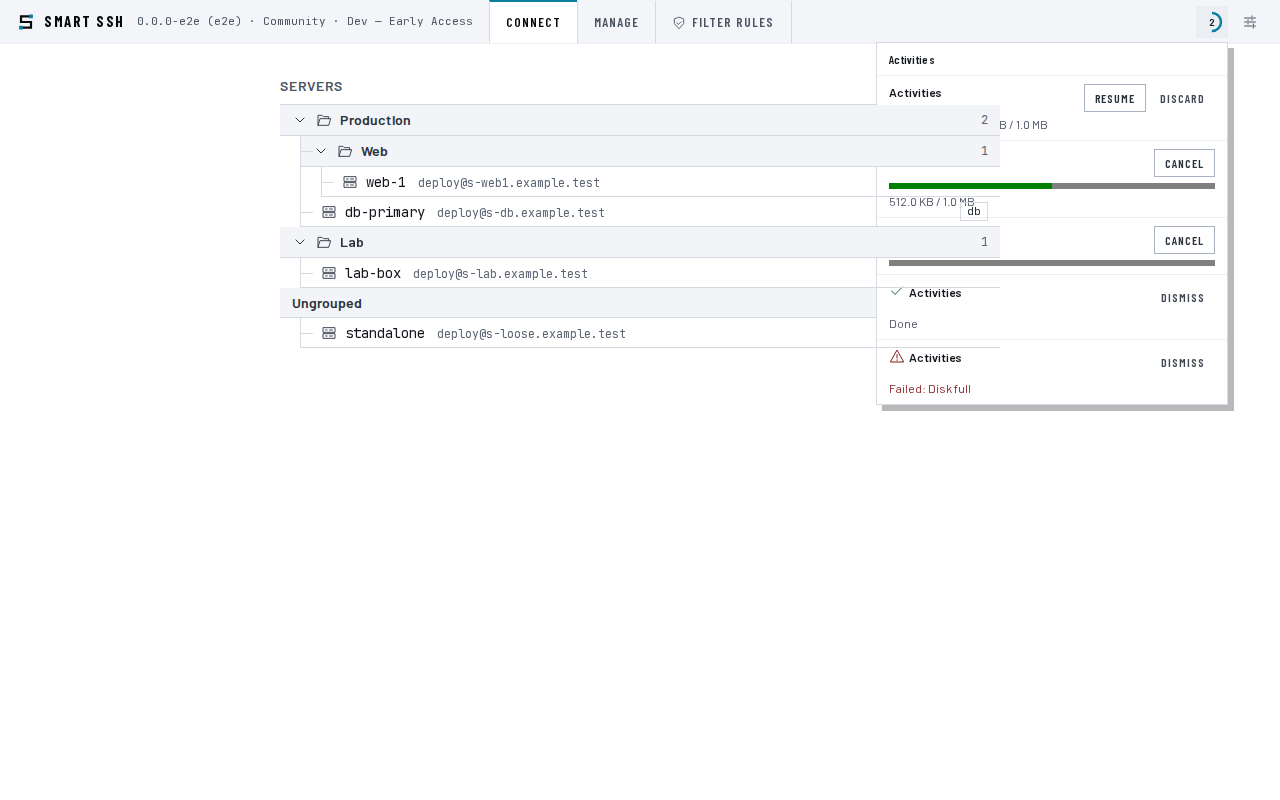 SMART SSH 0.0.0-e2e (e2e) · Community · Dev — Early Access CONNECT MANAGE FILTER RULES 2
SERVERS
Production 2
Web 1
web-1 deploy@s-web1.example.test
db-primary deploy@s-db.example.test db
Lab 1
lab-box deploy@s-lab.example.test
Ungrouped
standalone deploy@s-loose.example.test
Activities
Activities RESUME DISCARD
B / 1.0 MB
CANCEL
512.0 KB / 1.0 MB
CANCEL
Activities DISMISS
Done
Activities DISMISS
Failed: Disk full